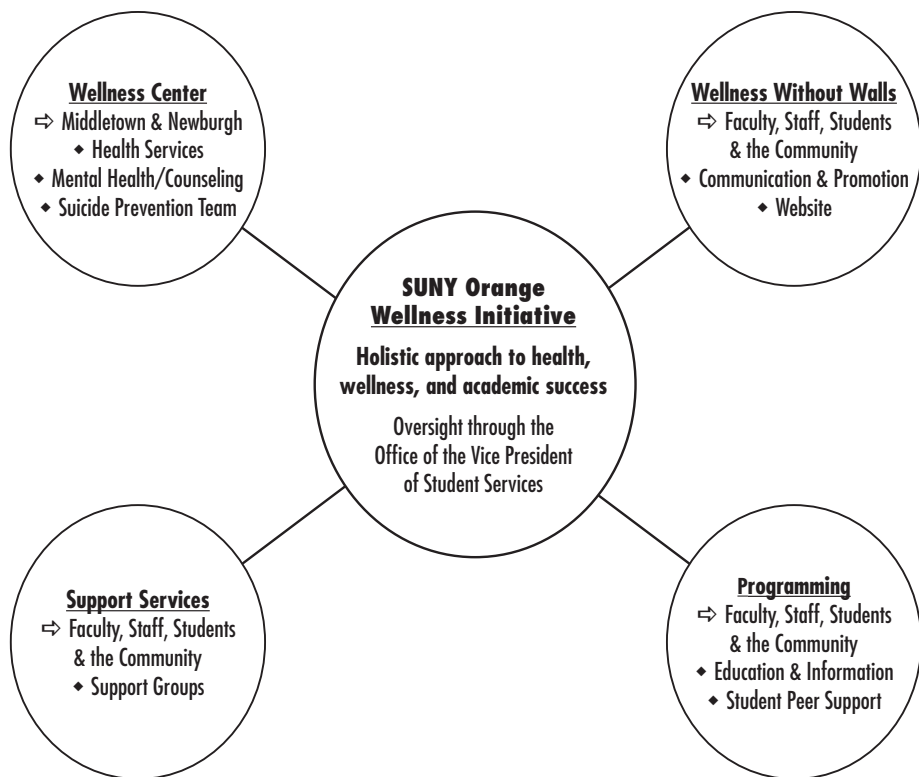 Wellness Center
⇨ Middletown & Newburgh
◆ Health Services
◆ Mental Health/Counseling
◆ Suicide Prevention Team
Wellness Without Walls
⇨ Faculty, Staff, Students
& the Community
◆ Communication & Promotion
◆ Website
SUNY Orange
Wellness Initiative
Holistic approach to health,
wellness, and academic success
Oversight through the
Office of the Vice President
of Student Services
Support Services
⇨ Faculty, Staff, Students
& the Community
◆ Support Groups
Programming
⇨ Faculty, Staff, Students
& the Community
◆ Education & Information
◆ Student Peer Support